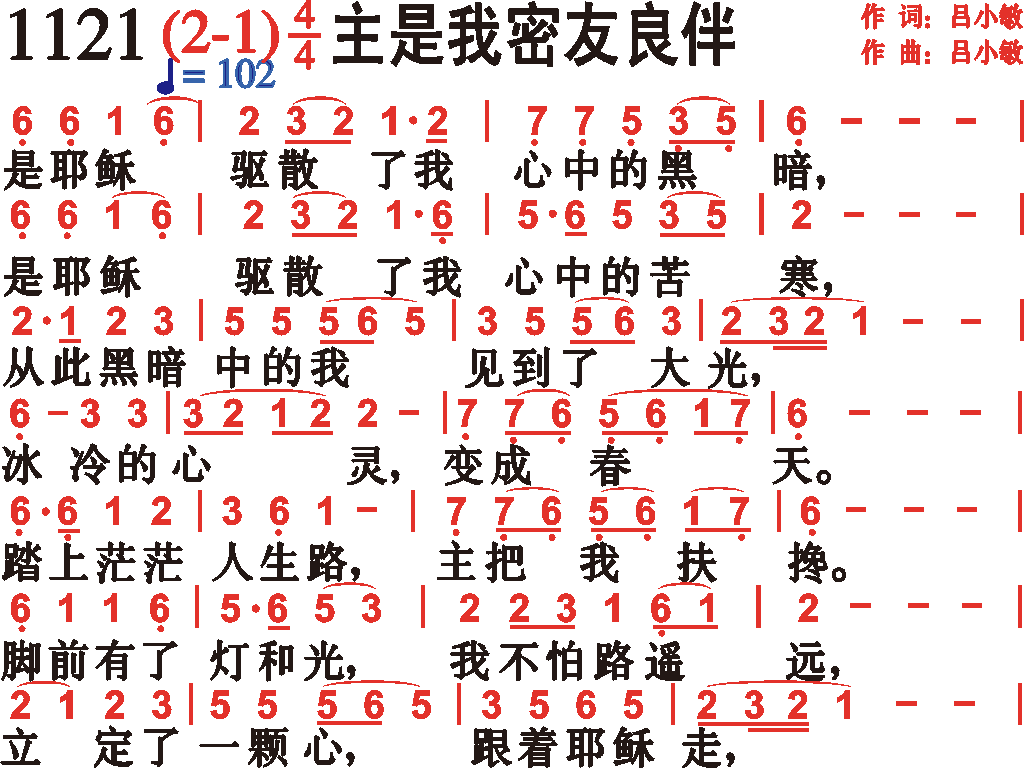 1121 (2-1) 4/4 主是我密友良伴 作 词：吕小敏
♩= 102 作 曲：吕小敏
6 6 1 6 | 2 3 2 1·2 | 7 7 5 3 5 | 6 － － － |
是耶稣 驱散 了我 心中的黑 暗，
6 6 1 6 | 2 3 2 1·6 | 5·6 5 3 5 | 2 － － － |
是耶稣 驱散 了我 心中的苦 寒，
2·1 2 3 | 5 5 5 6 5 | 3 5 5 6 3 | 2 3 2 1 － － |
从此黑暗 中的我 见到了 大光，
6 － 3 3 | 3 2 1 2 2 － | 7 7 6 5 6 1 7 | 6 － － － |
冰 冷的心 灵， 变成 春 天。
6·6 1 2 | 3 6 1 － | 7 7 6 5 6 1 7 | 6 － － － |
踏上茫茫 人生路， 主把 我 扶 搀。
6 1 1 6 | 5·6 5 3 | 2 2 3 1 6 1 | 2 － － － |
脚前有了 灯和光， 我不怕路遥 远，
2 1 2 3 | 5 5 5 6 5 | 3 5 6 5 | 2 3 2 1 － － |
立 定了 一颗心， 跟着耶稣 走，